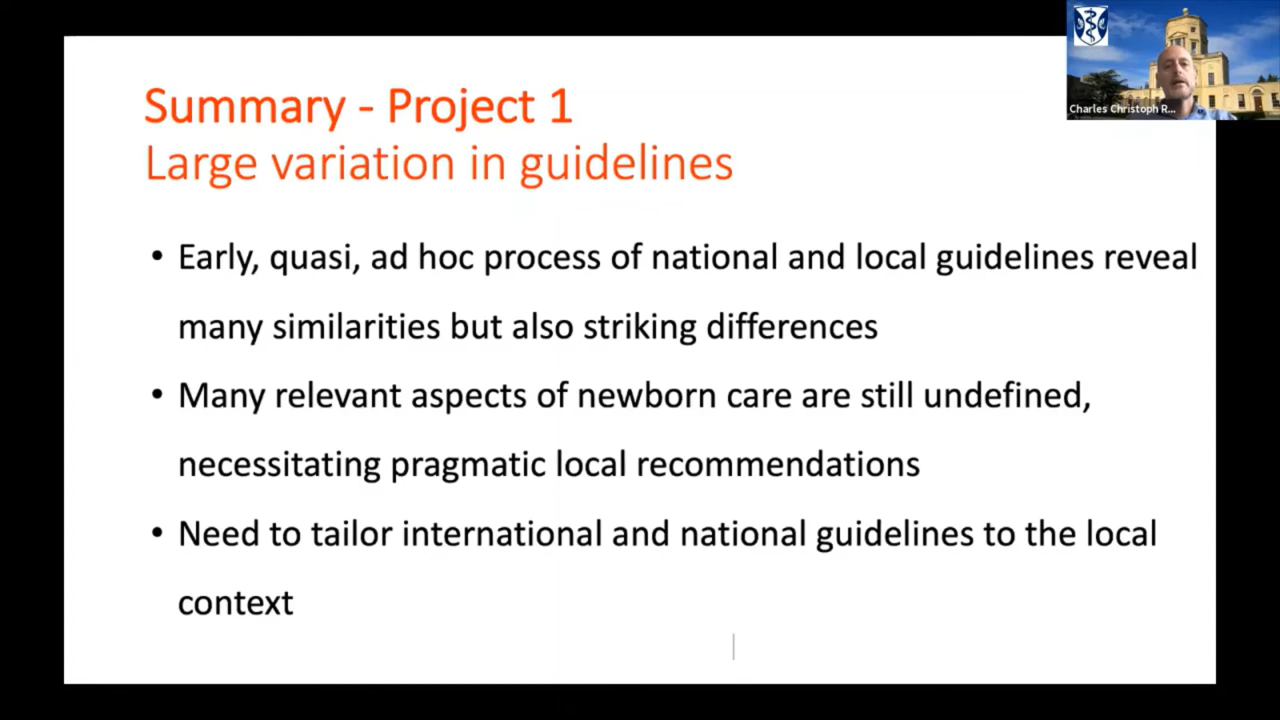 Summary - Project 1
Large variation in guidelines
• Early, quasi, ad hoc process of national and local guidelines reveal
many similarities but also striking differences
• Many relevant aspects of newborn care are still undefined,
necessitating pragmatic local recommendations
• Need to tailor international and national guidelines to the local
context
Charles Christoph R...